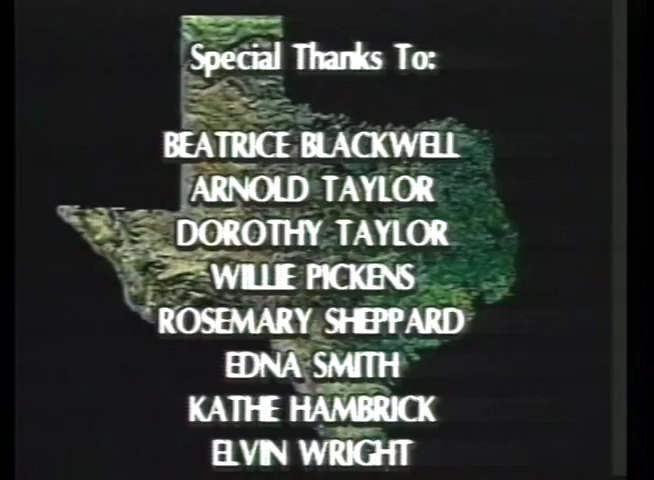 Special Thanks To:
BEATRICE BLACKWELL
ARNOLD TAYLOR
DOROTHY TAYLOR
WILLIE PICKENS
ROSEMARY SHEPPARD
EDNA SMITH
KATHE HAMBRICK
ELVIN WRIGHT